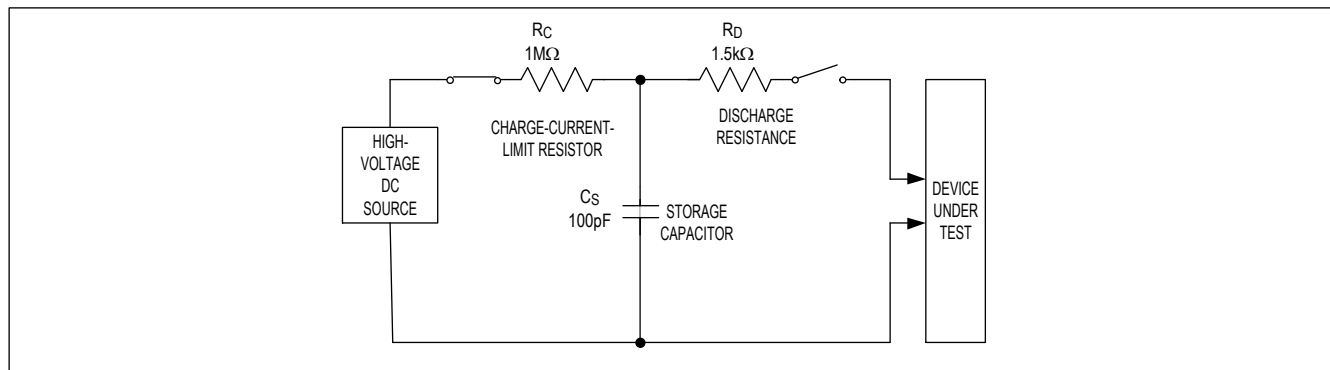 RC
1MΩ
RD
1.5kΩ
CHARGE-CURRENT-
LIMIT RESISTOR
DISCHARGE
RESISTANCE
HIGH-
VOLTAGE
DC
SOURCE
CS
100pF
STORAGE
CAPACITOR
DEVICE
UNDER
TEST